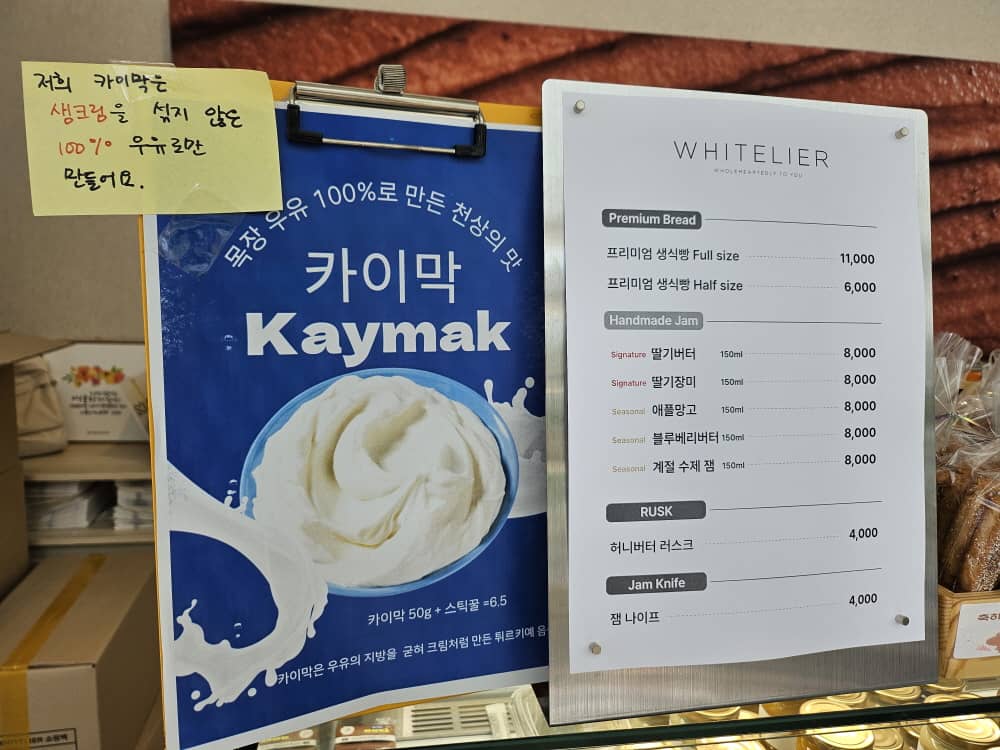 저희 카이막은
생크림을 섞지 않은
100% 우유로만
만들어요.
목장 우유 100%로 만든 천상의 맛
카이막
Kaymak
카이막 50g + 스틱꿀 =6.5
카이막은 우유의 지방을 굳혀 크림처럼 만든 튀르키예 음
WHITELIER
WHOLEHEARTEDLY TO YOU
Premium Bread
프리미엄 생식빵 Full size 11,000
프리미엄 생식빵 Half size 6,000
Handmade Jam
Signature 딸기버터 150ml 8,000
Signature 딸기장미 150ml 8,000
Seasonal 애플망고 150ml 8,000
Seasonal 블루베리버터 150ml 8,000
Seasonal 계절 수제 잼 150ml 8,000
RUSK
허니버터 러스크 4,000
Jam Knife
잼 나이프 4,000